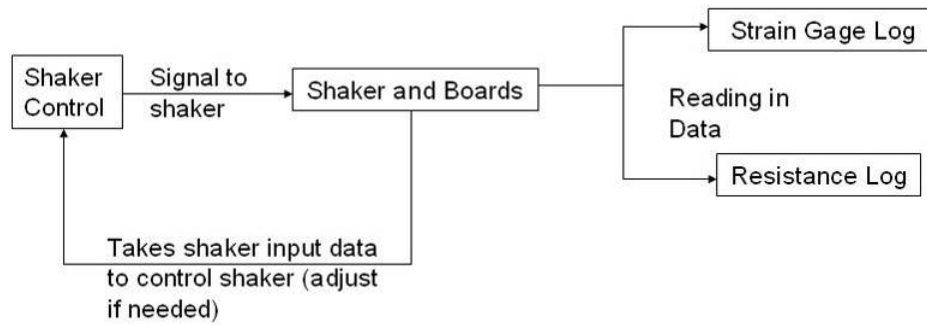 Shaker
Control
Signal to
shaker
Shaker and Boards
Strain Gage Log
Reading in
Data
Resistance Log
Takes shaker input data
to control shaker (adjust
if needed)